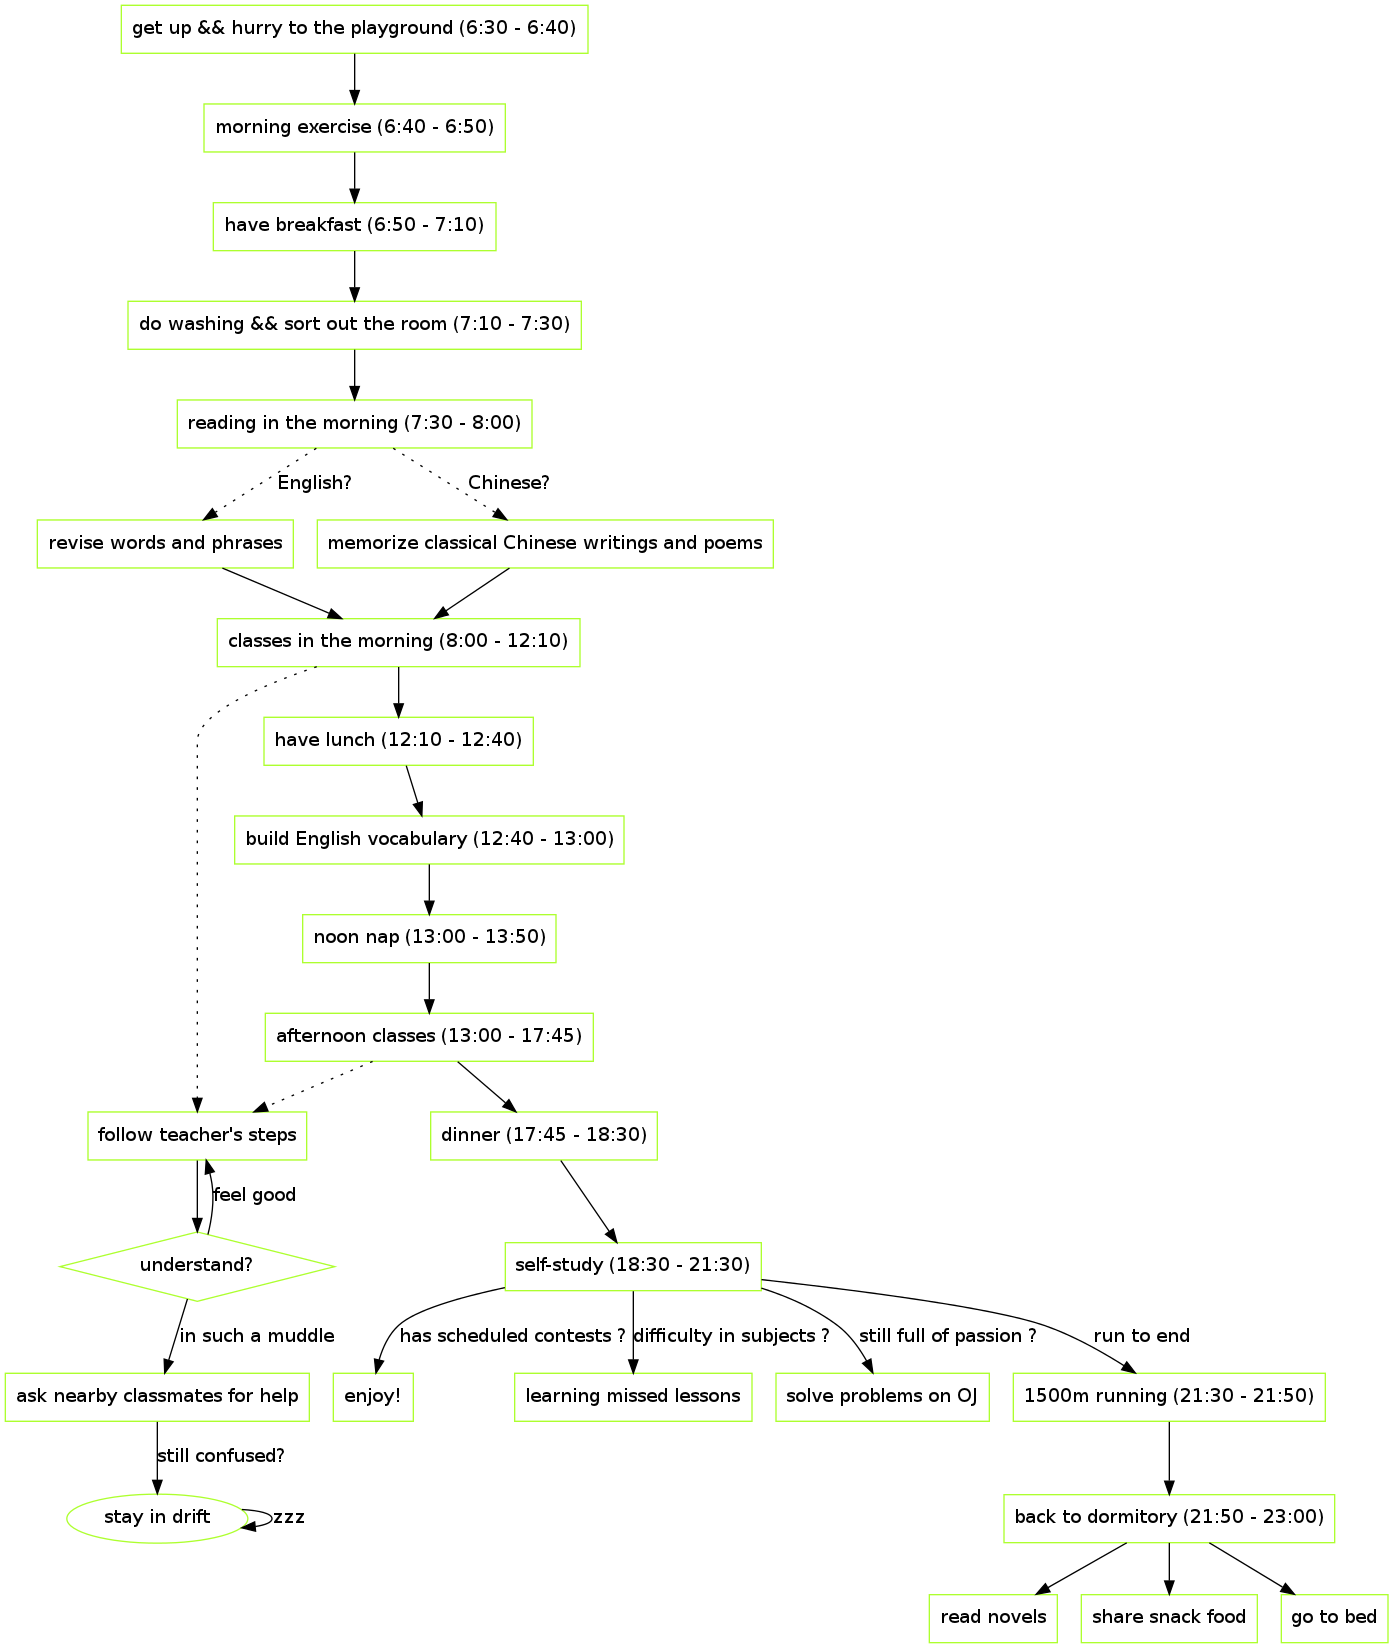 get up && hurry to the playground (6:30 - 6:40)
morning exercise (6:40 - 6:50)
have breakfast (6:50 - 7:10)
do washing && sort out the room (7:10 - 7:30)
reading in the morning (7:30 - 8:00)
English?
Chinese?
revise words and phrases
memorize classical Chinese writings and poems
classes in the morning (8:00 - 12:10)
have lunch (12:10 - 12:40)
build English vocabulary (12:40 - 13:00)
noon nap (13:00 - 13:50)
afternoon classes (13:00 - 17:45)
follow teacher's steps
dinner (17:45 - 18:30)
feel good
understand?
self-study (18:30 - 21:30)
in such a muddle
has scheduled contests ?
difficulty in subjects ?
still full of passion ?
run to end
ask nearby classmates for help
enjoy!
learning missed lessons
solve problems on OJ
1500m running (21:30 - 21:50)
still confused?
stay in drift
zzz
back to dormitory (21:50 - 23:00)
read novels
share snack food
go to bed